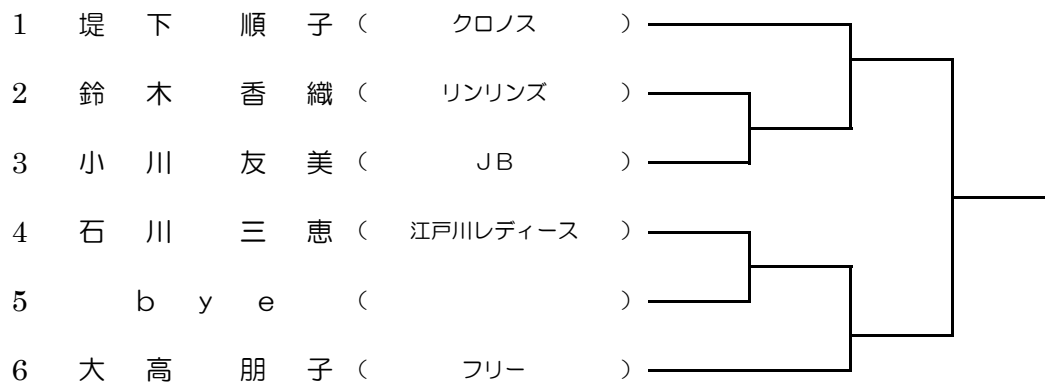 1 堤 下 順 子 ( クロノス )
2 鈴 木 香 織 ( リンリンズ )
3 小 川 友 美 ( ＪＢ )
4 石 川 三 恵 ( 江戸川レディース )
5 ｂ ｙ ｅ ( )
6 大 高 朋 子 ( フリー )